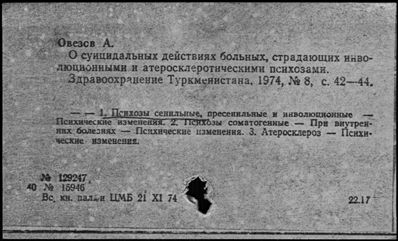 Овезов А.
О суицидальных действиях больных, страдающих инво-
люционными и атеросклеротическими психозами.
Здравоохранение Туркменистана, 1974, № 8, с. 42—44.
— — 1. Психозы сенильные, пресенильные и инволюционные —
Психические изменения. 2. Психозы соматогенные — При внутрен-
них болезнях — Психические изменения. 3. Атеросклероз — Психи-
ческие изменения.
№ 129247
40 № 15946
Вс. кн. палаи ЦМБ 21 XI 74
22.17